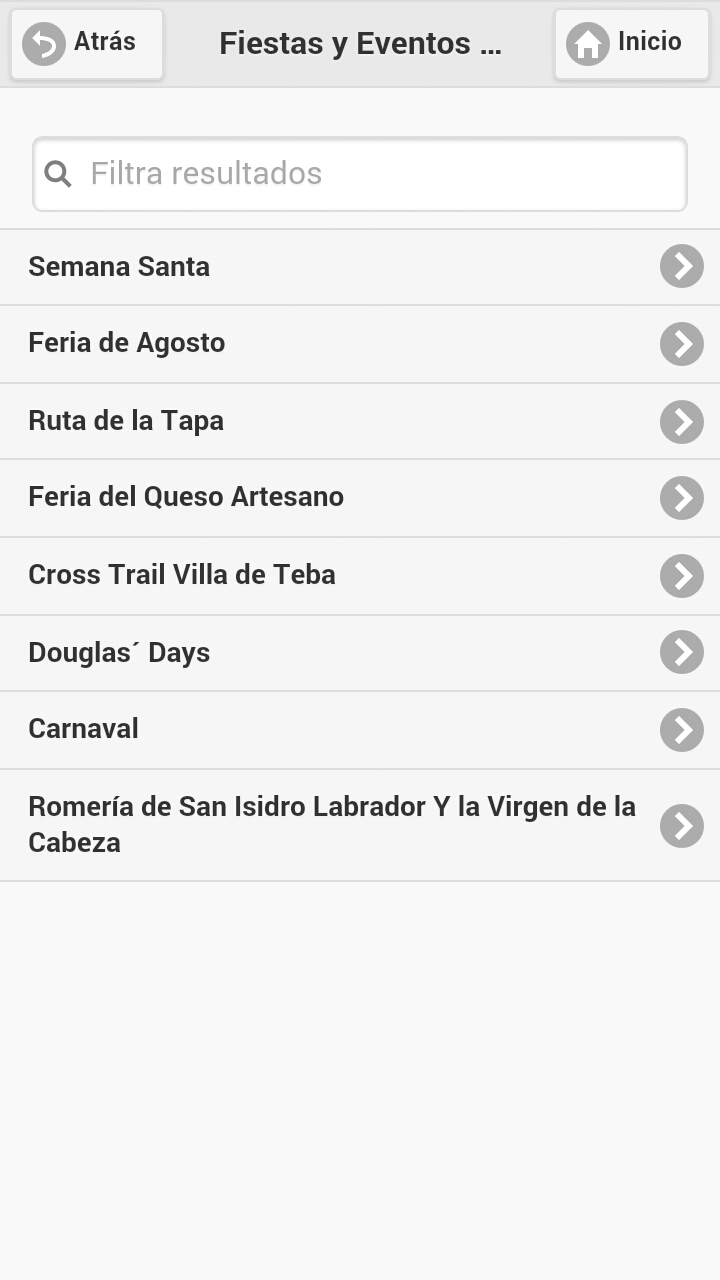 Atrás
Fiestas y Eventos ...
Inicio
Filtra resultados
Semana Santa
Feria de Agosto
Ruta de la Tapa
Feria del Queso Artesano
Cross Trail Villa de Teba
Douglas´ Days
Carnaval
Romería de San Isidro Labrador Y la Virgen de la
Cabeza